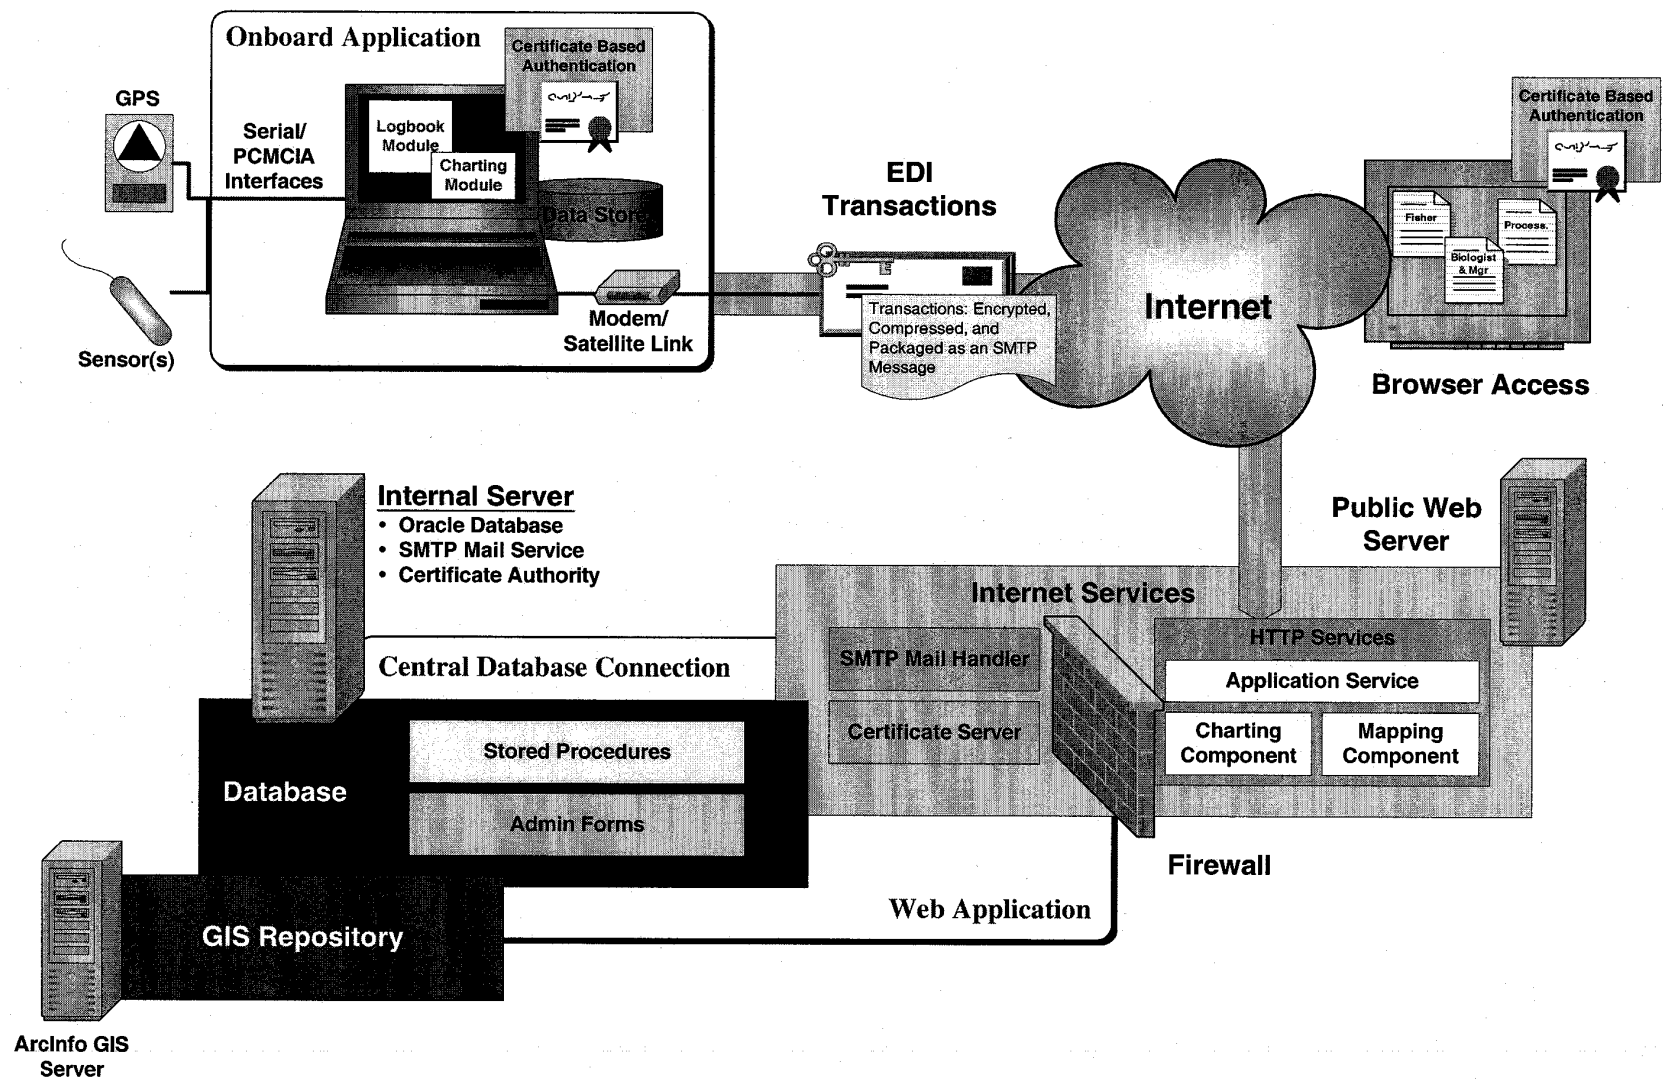 Onboard Application
Certificate Based
Authentication
GPS
Serial/
PCMCIA
Interfaces
Logbook
Module
Charting
Module
Data Store
Modem/
Satellite Link
Sensor(s)
EDI
Transactions
Transactions: Encrypted,
Compressed, and
Packaged as an SMTP
Message
Internet
Certificate Based
Authentication
Fisher
Process.
Biologist
& Mgr
Browser Access
Internal Server
• Oracle Database
• SMTP Mail Service
• Certificate Authority
Public Web
Server
Internet Services
HTTP Services
SMTP Mail Handler
Application Service
Certificate Server
Charting
Component
Mapping
Component
Central Database Connection
Stored Procedures
Database
Admin Forms
Firewall
Web Application
GIS Repository
ArcInfo GIS
Server